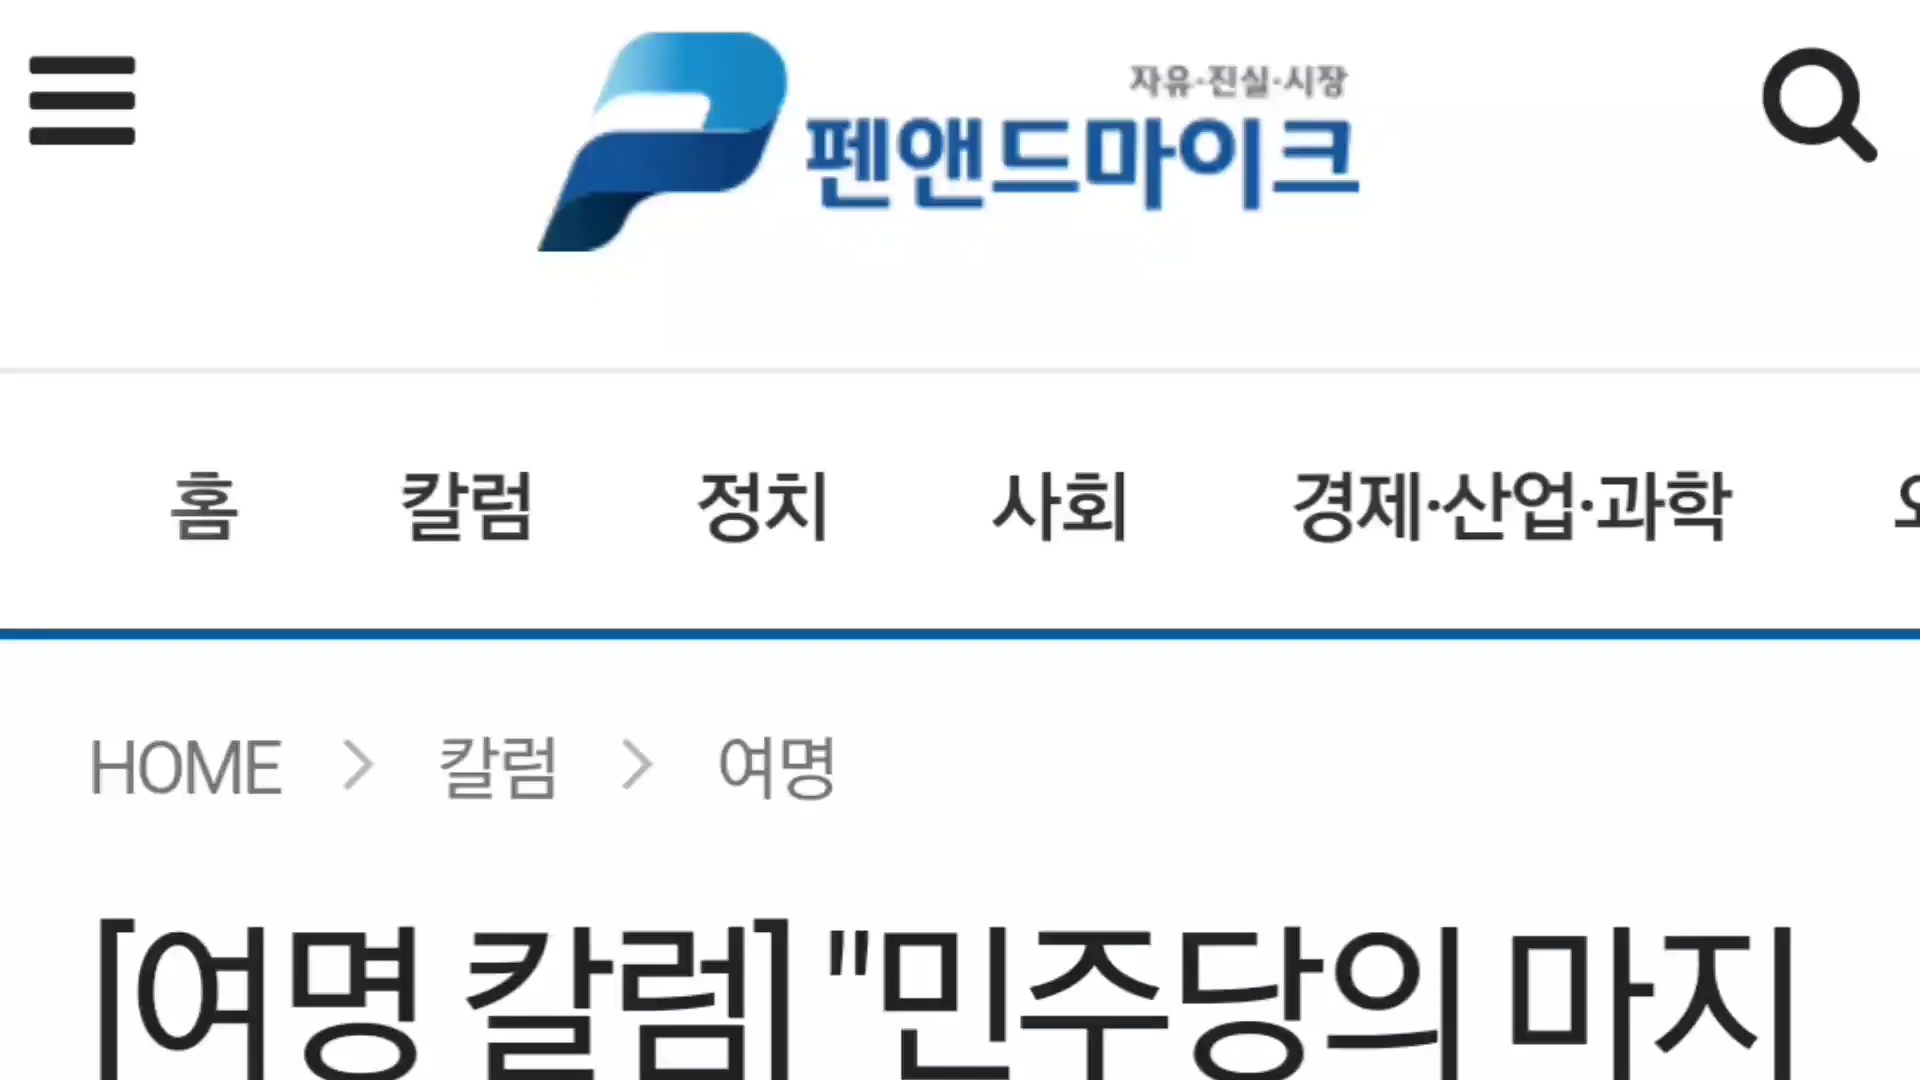 자유·진실·시장
펜앤드마이크
홈 칼럼 정치 사회 경제·산업·과학
HOME > 칼럼 > 여명
[여명 칼럼] "민주당의 마지